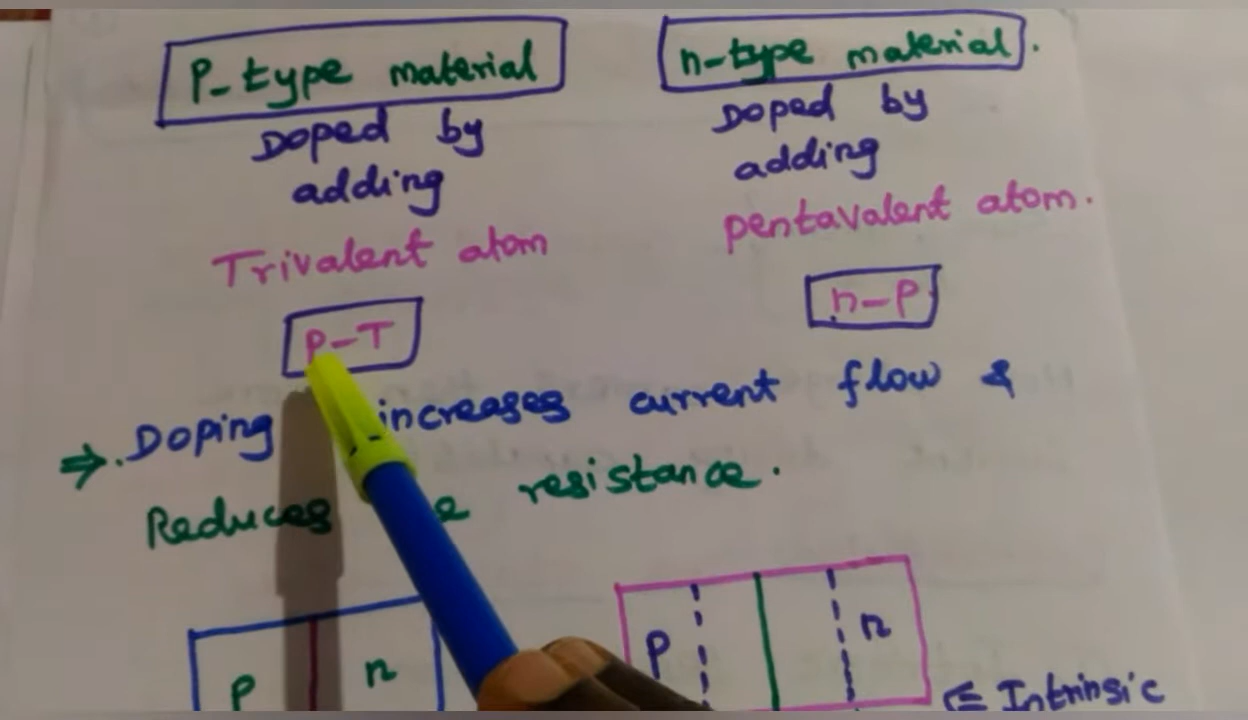 P-type material
Doped by
adding
Trivalent atom
P-T
n-type material.
Doped by
adding
pentavalent atom.
n-P
⇒. Doping increases current flow &
Reduces resistance.
P n
P n
⇐ Intrinsic